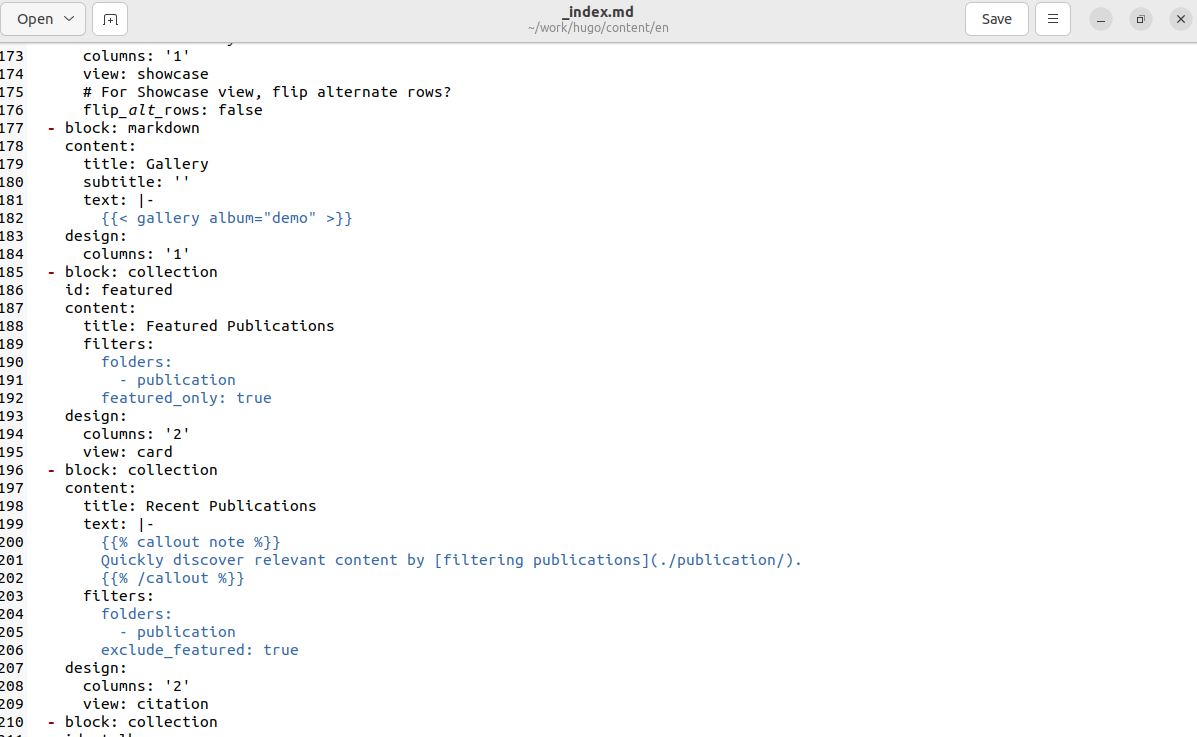 Open
_index.md
~/work/hugo/content/en
Save
173 columns: '1'
174 view: showcase
175 # For Showcase view, flip alternate rows?
176 flip_alt_rows: false
177 - block: markdown
178 content:
179 title: Gallery
180 subtitle: ''
181 text: |-
182 {{< gallery album="demo" >}}
183 design:
184 columns: '1'
185 - block: collection
186 id: featured
187 content:
188 title: Featured Publications
189 filters:
190 folders:
191 - publication
192 featured_only: true
193 design:
194 columns: '2'
195 view: card
196 - block: collection
197 content:
198 title: Recent Publications
199 text: |-
200 {{% callout note %}}
201 Quickly discover relevant content by [filtering publications](./publication/).
202 {{% /callout %}}
203 filters:
204 folders:
205 - publication
206 exclude_featured: true
207 design:
208 columns: '2'
209 view: citation
210 - block: collection